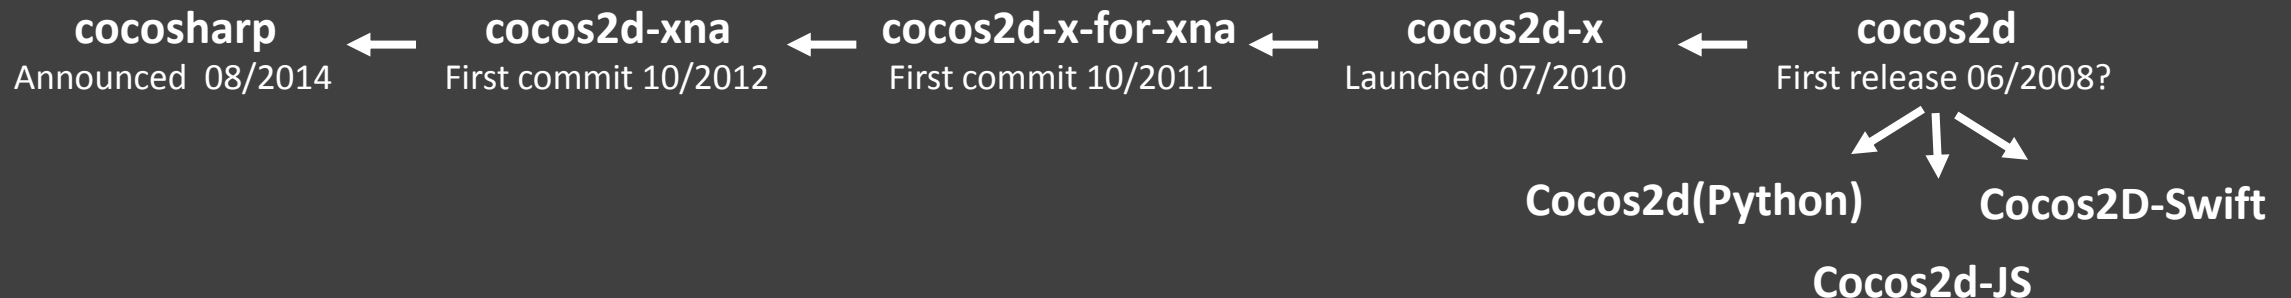 cocosharp
Announced  08/2014
cocos2d-xna
First commit 10/2012
cocos2d-x-for-xna
First commit 10/2011
cocos2d-x
Launched 07/2010
cocos2d
First release 06/2008?
Cocos2d(Python)
Cocos2D-Swift
Cocos2d-JS